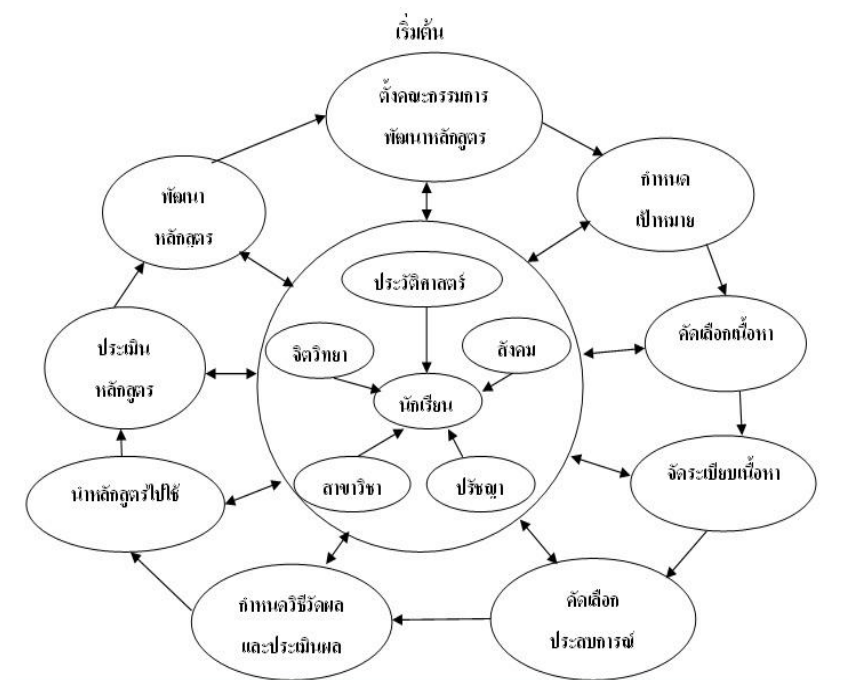 เริ่มต้น
ตั้งคณะกรรมการ
พัฒนาหลักสูตร
กำหนด
เป้าหมาย
คัดเลือกเนื้อหา
จัดระเบียบเนื้อหา
คัดเลือก
ประสบการณ์
กำหนดวิธีวัดผล
และประเมินผล
นำหลักสูตรไปใช้
ประเมิน
หลักสูตร
พัฒนา
หลักสูตร
ประวัติศาสตร์
จิตวิทยา
สังคม
นักเรียน
สาขาวิชา
ปรัชญา